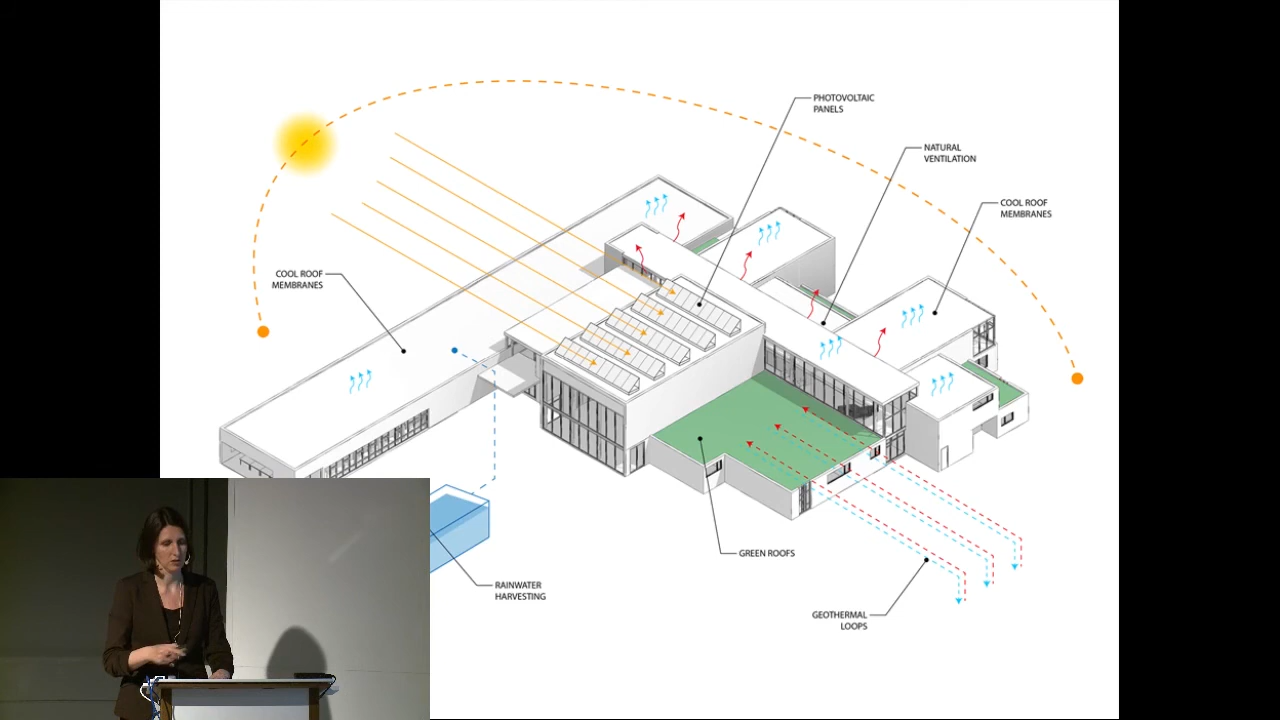 PHOTOVOLTAIC
PANELS
NATURAL
VENTILATION
COOL ROOF
MEMBRANES
COOL ROOF
MEMBRANES
GREEN ROOFS
RAINWATER
HARVESTING
GEOTHERMAL
LOOPS